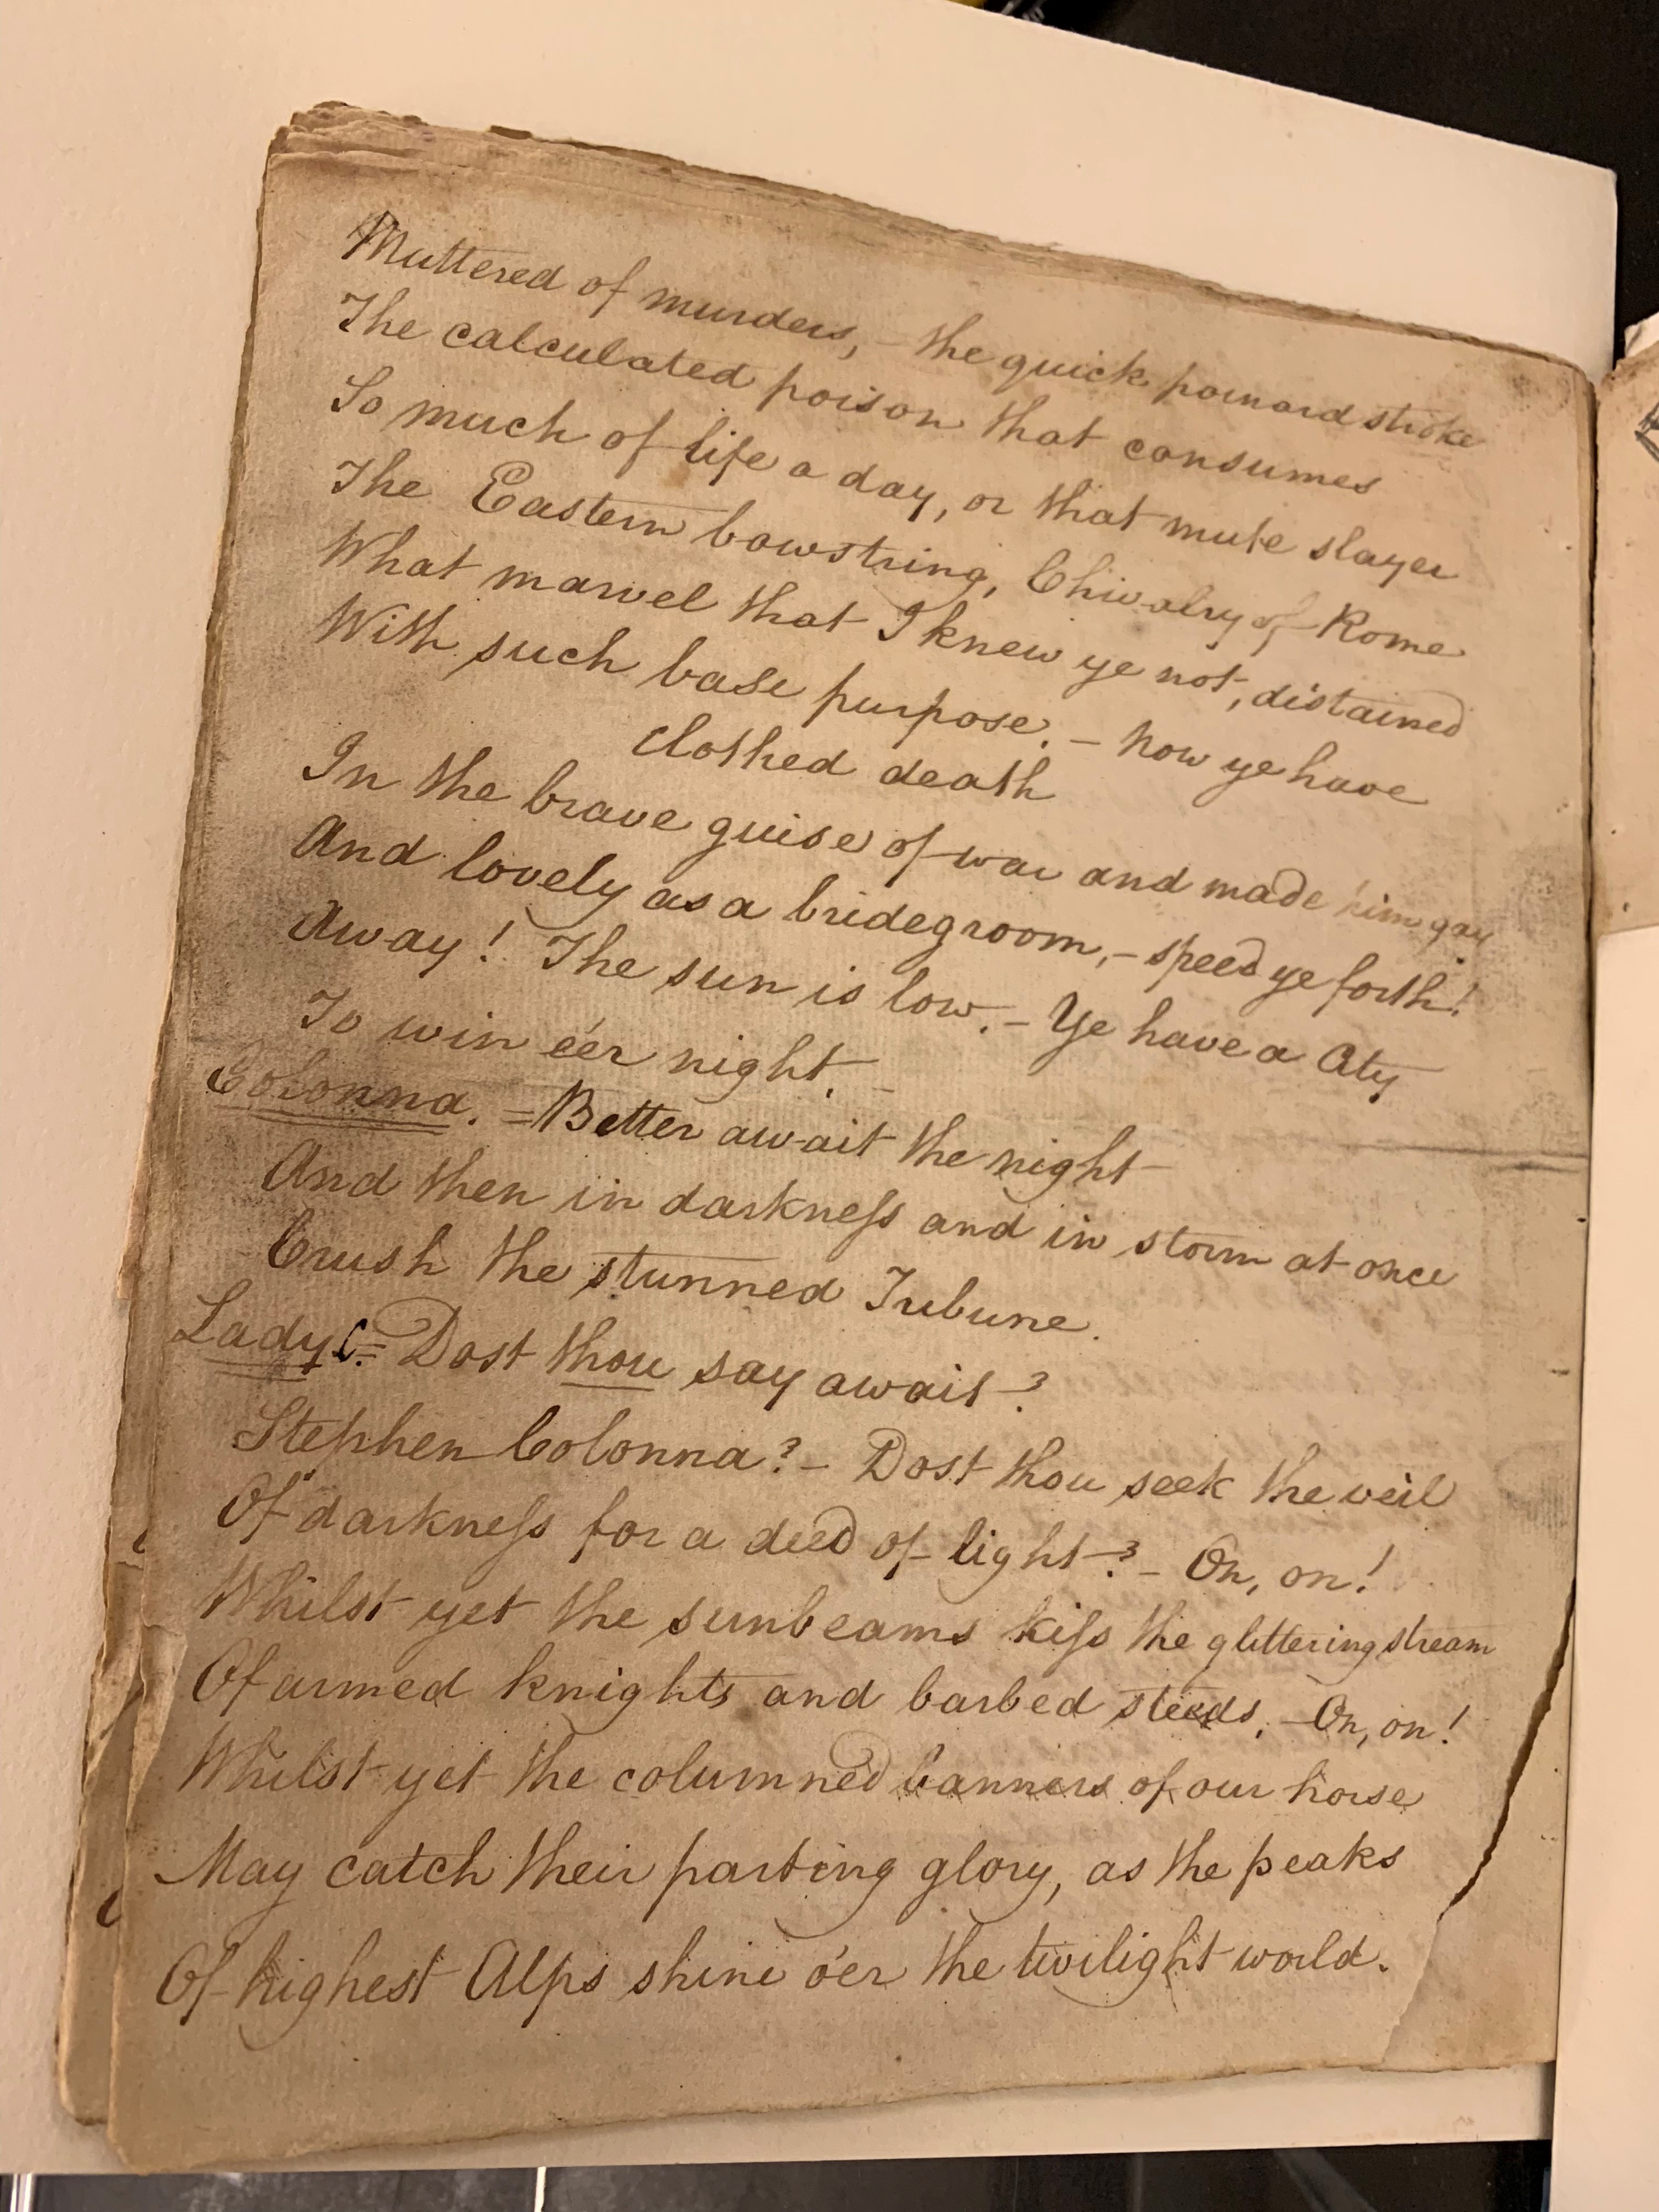 Muttered of murders, – the quick poinard stroke
The calculated poison that consumes
So much of life a day, or that mute slayer
The Eastern bowstring, Chivalry of Rome
What marvel that I knew ye not, distained
With such base purpose. – Now ye have
clothed death
In the brave guise of war and made him gay
And lovely as a bridegroom, – speed ye forth!
Away! The sun is low. – Ye have a City
To win e'er night. –
Colonna. = Better await the night
And then in darkneſs and in storm at once
Crush the stunned Tribune.
Lady C. = Dost thou say await?
Stephen Colonna? – Dost thou seek the veil
Of darkneſs for a deed of light? – On, on!
Whilst yet the sunbeams kiſs the glittering stream
Of armed knights and barbed steeds. – On, on!
Whilst yet the columned banners of our horse
May catch their parting glory, as the peaks
Of highest Alps shine o'er the twilight world.